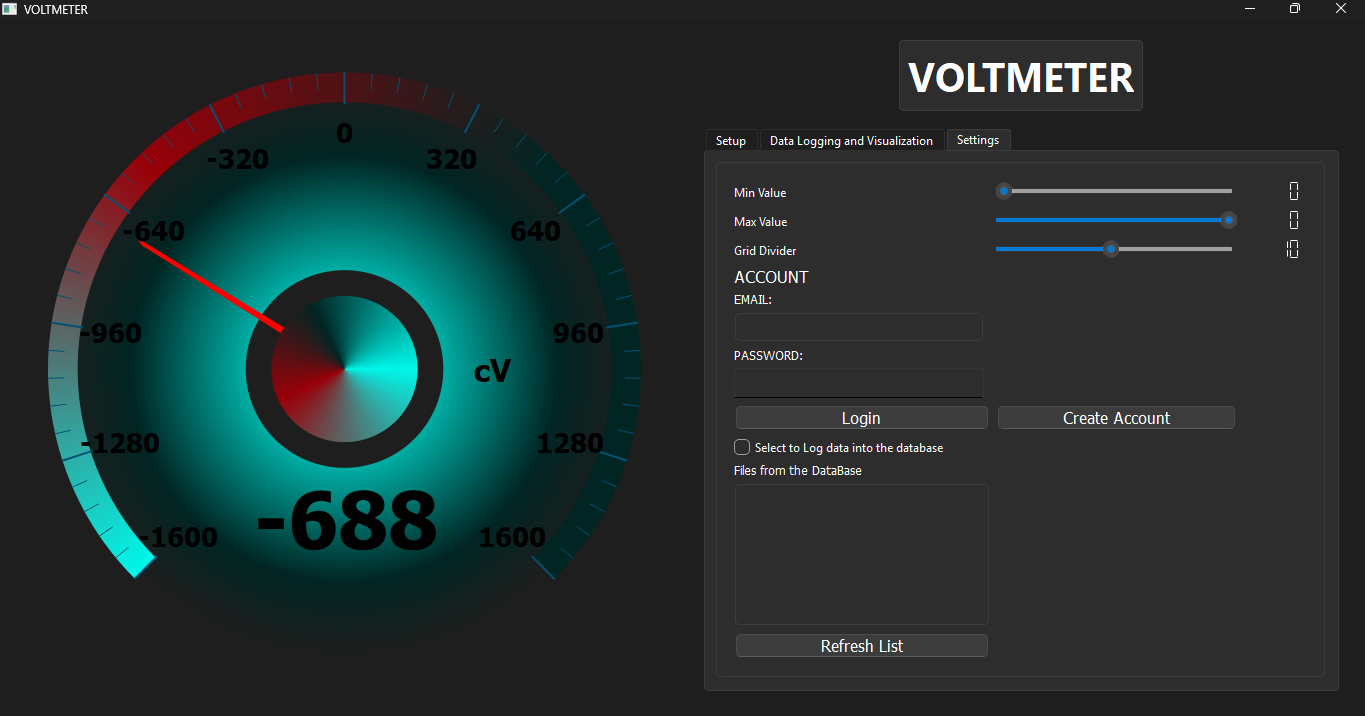 VOLTMETER
VOLTMETER
0
-320
320
-640
640
-960
960
cV
-1280
1280
-1600
-688
1600
Setup
Data Logging and Visualization
Settings
Min Value
0
Max Value
0
Grid Divider
10
ACCOUNT
EMAIL:
PASSWORD:
Login
Create Account
Select to Log data into the database
Files from the DataBase
Refresh List